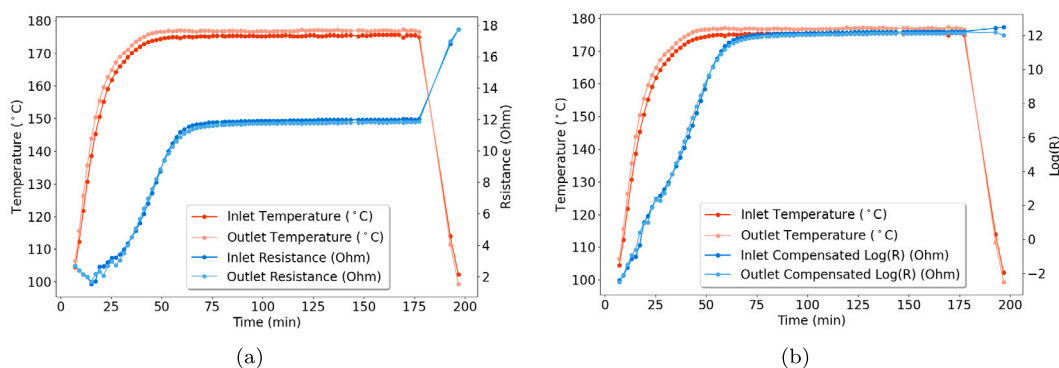 180
170
160
150
140
130
120
110
100
Temperature (°C)
18
16
14
12
10
8
6
4
2
Rsistance (Ohm)
Inlet Temperature (°C)
Outlet Temperature (°C)
Inlet Resistance (Ohm)
Outlet Resistance (Ohm)
0 25 50 75 100 125 150 175 200
Time (min)
(a)
180
170
160
150
140
130
120
110
100
Temperature (°C)
12
10
8
6
4
2
0
−2
Log(R)
Inlet Temperature (°C)
Outlet Temperature (°C)
Inlet Compensated Log(R) (Ohm)
Outlet Compensated Log(R) (Ohm)
0 25 50 75 100 125 150 175 200
Time (min)
(b)